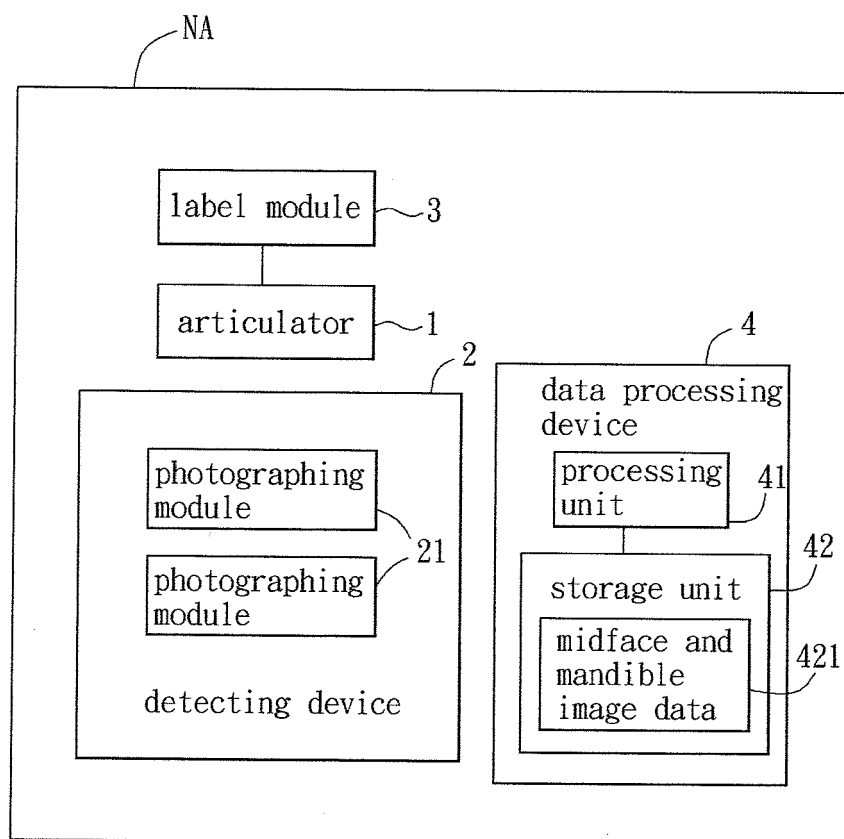 NA
label module
3
articulator
1
2
4
data processing
device
photographing
module
processing
unit
41
21
photographing
module
42
storage unit
midface and
mandible
image data
421
detecting device